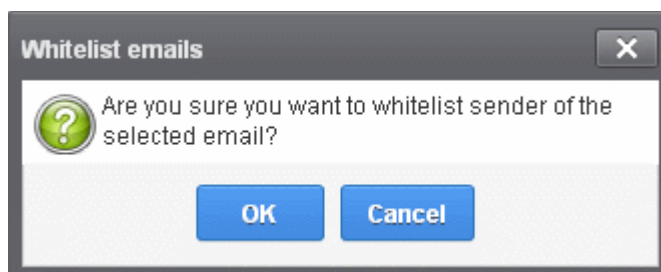 Whitelist emails
Are you sure you want to whitelist sender of the
selected email?
OK
Cancel